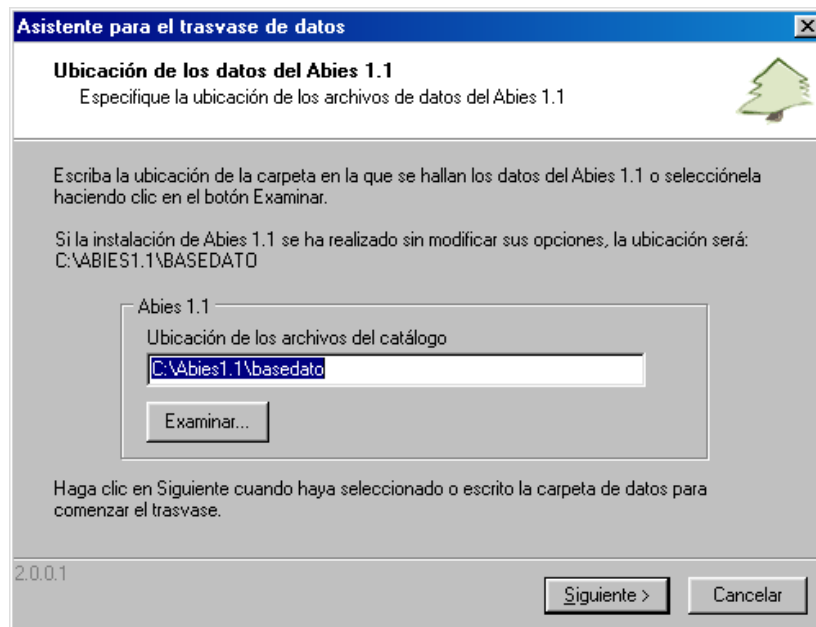 Asistente para el trasvase de datos
Ubicación de los datos del Abies 1.1
Especifique la ubicación de los archivos de datos del Abies 1.1
Escriba la ubicación de la carpeta en la que se hallan los datos del Abies 1.1 o selecciónela
haciendo clic en el botón Examinar.
Si la instalación de Abies 1.1 se ha realizado sin modificar sus opciones, la ubicación será:
C:\ABIES1.1\BASEDATO
Abies 1.1
Ubicación de los archivos del catálogo
C:\Abies1.1\basedato
Examinar...
Haga clic en Siguiente cuando haya seleccionado o escrito la carpeta de datos para
comenzar el trasvase.
2.0.0.1
Siguiente >
Cancelar